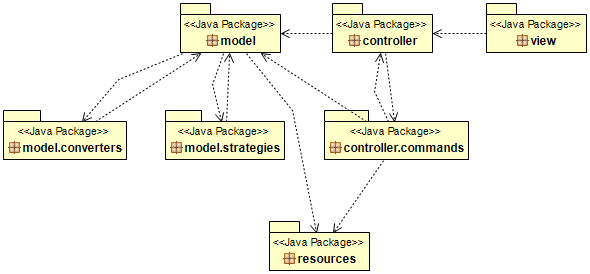 <<Java Package>>
model
<<Java Package>>
controller
<<Java Package>>
view
<<Java Package>>
model.converters
<<Java Package>>
model.strategies
<<Java Package>>
controller.commands
<<Java Package>>
resources